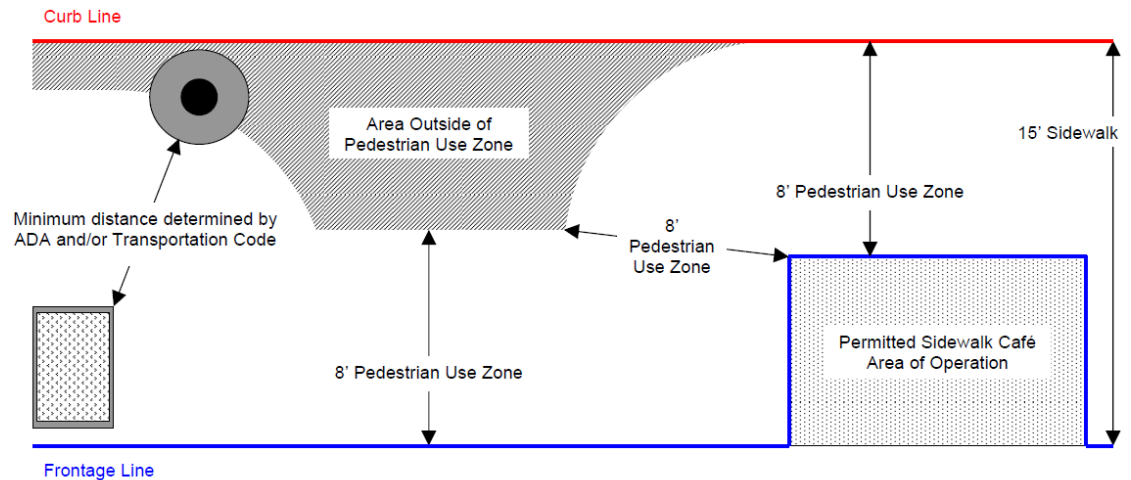 Curb Line
Area Outside of
Pedestrian Use Zone
15’ Sidewalk
8’ Pedestrian Use Zone
Minimum distance determined by
ADA and/or Transportation Code
8’
Pedestrian
Use Zone
Permitted Sidewalk Café
Area of Operation
8’ Pedestrian Use Zone
Frontage Line